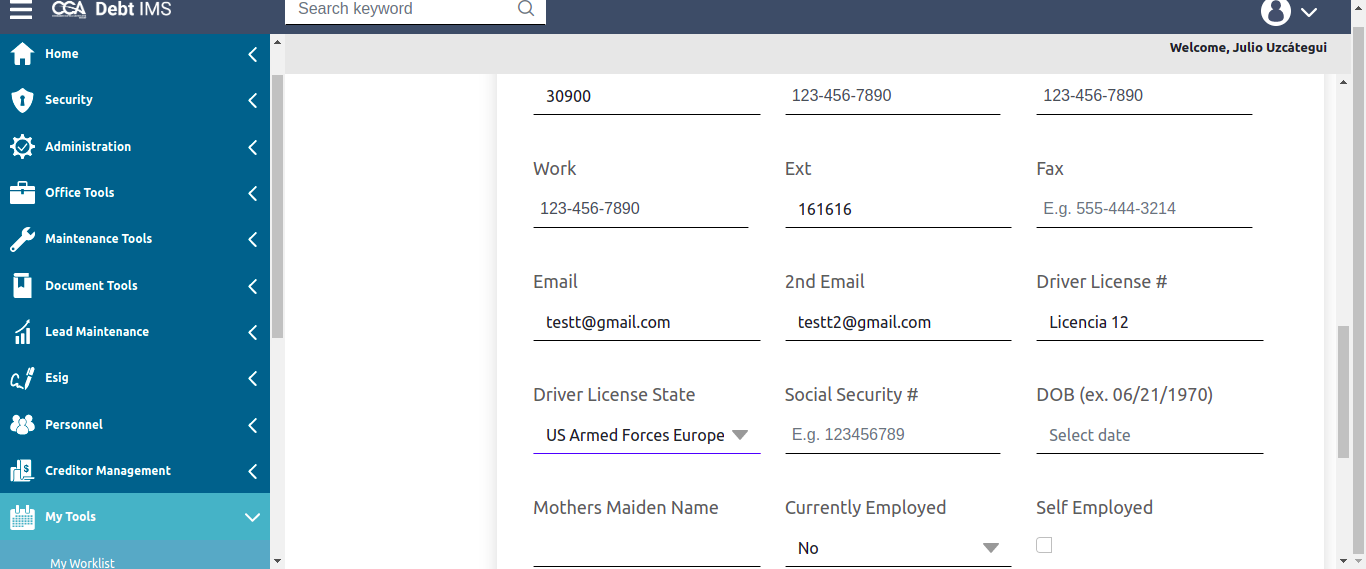 CGA Debt IMS
Search keyword
Welcome, Julio Uzcátegui
Home
Security
Administration
Office Tools
Maintenance Tools
Document Tools
Lead Maintenance
Esig
Personnel
Creditor Management
My Tools
My Worklist
30900 123-456-7890 123-456-7890
Work Ext Fax
123-456-7890 161616 E.g. 555-444-3214
Email 2nd Email Driver License #
testt@gmail.com testt2@gmail.com Licencia 12
Driver License State Social Security # DOB (ex. 06/21/1970)
US Armed Forces Europe E.g. 123456789 Select date
Mothers Maiden Name Currently Employed Self Employed
No